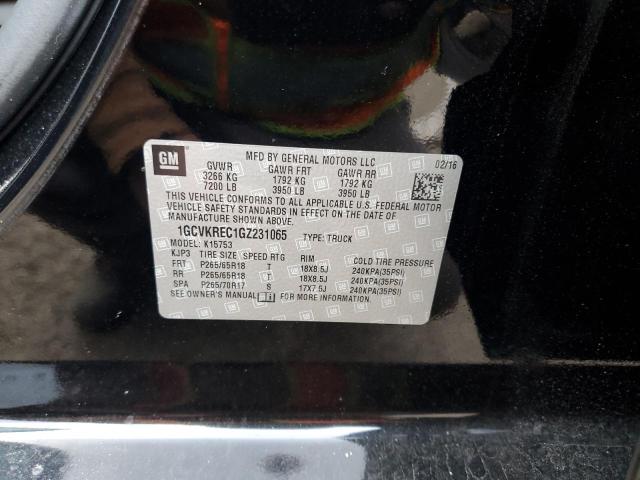 GM
MFD BY GENERAL MOTORS LLC
02/16
GVWR GAWR FRT GAWR RR
3266 KG 1792 KG 1792 KG
7200 LB 3950 LB 3950 LB
THIS VEHICLE CONFORMS TO ALL APPLICABLE U.S. FEDERAL MOTOR
VEHICLE SAFETY STANDARDS IN EFFECT ON THE DATE OF
MANUFACTURE SHOWN ABOVE.
1GCVKREC1GZ231065 TYPE: TRUCK
MODEL: K15753
KJP3 TIRE SIZE SPEED RTG RIM COLD TIRE PRESSURE
FRT P265/65R18 T 18X8.5J 240KPA(35PSI)
RR P265/65R18 T 18X8.5J 240KPA(35PSI)
SPA P265/70R17 S 17X7.5J 240KPA(35PSI)
SEE OWNER'S MANUAL i FOR MORE INFORMATION.